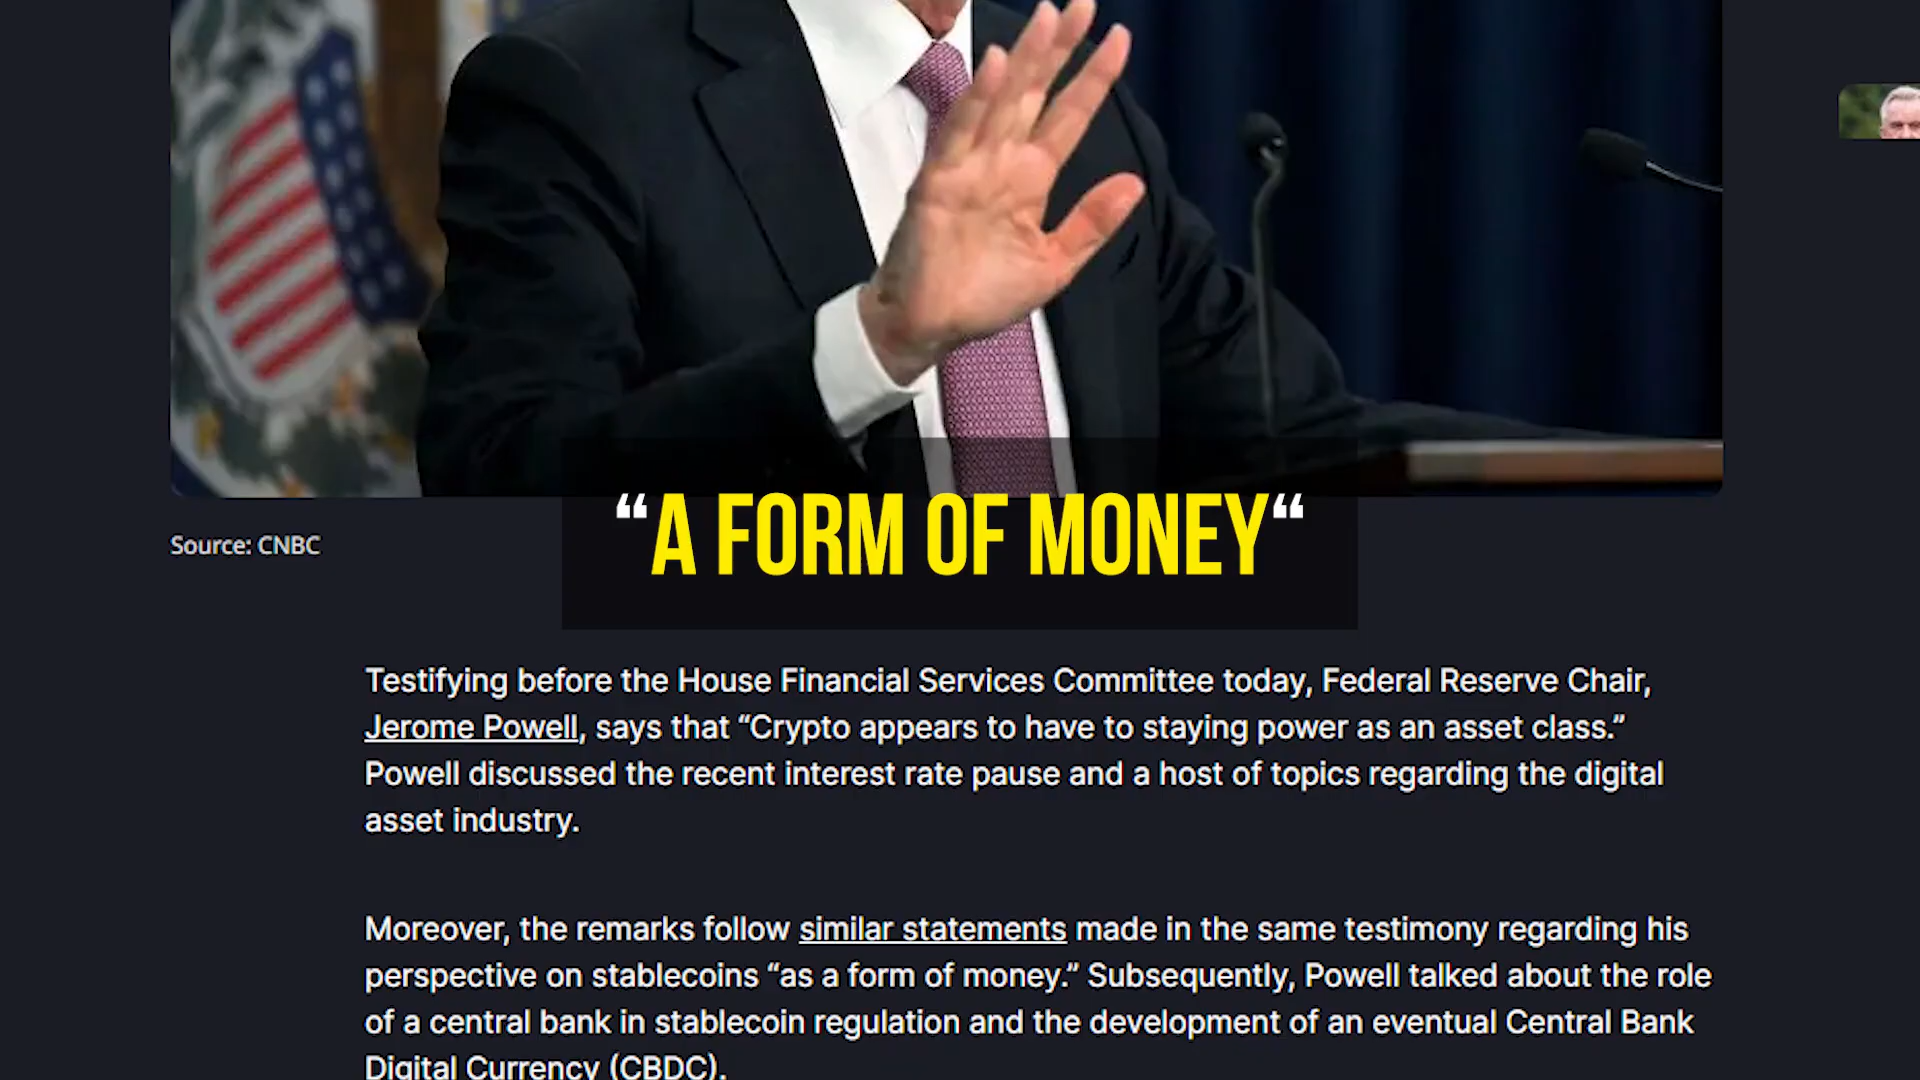 “A FORM OF MONEY“
Source: CNBC
Testifying before the House Financial Services Committee today, Federal Reserve Chair,
Jerome Powell, says that “Crypto appears to have to staying power as an asset class.”
Powell discussed the recent interest rate pause and a host of topics regarding the digital
asset industry.
Moreover, the remarks follow similar statements made in the same testimony regarding his
perspective on stablecoins “as a form of money.” Subsequently, Powell talked about the role
of a central bank in stablecoin regulation and the development of an eventual Central Bank
Digital Currency (CBDC).